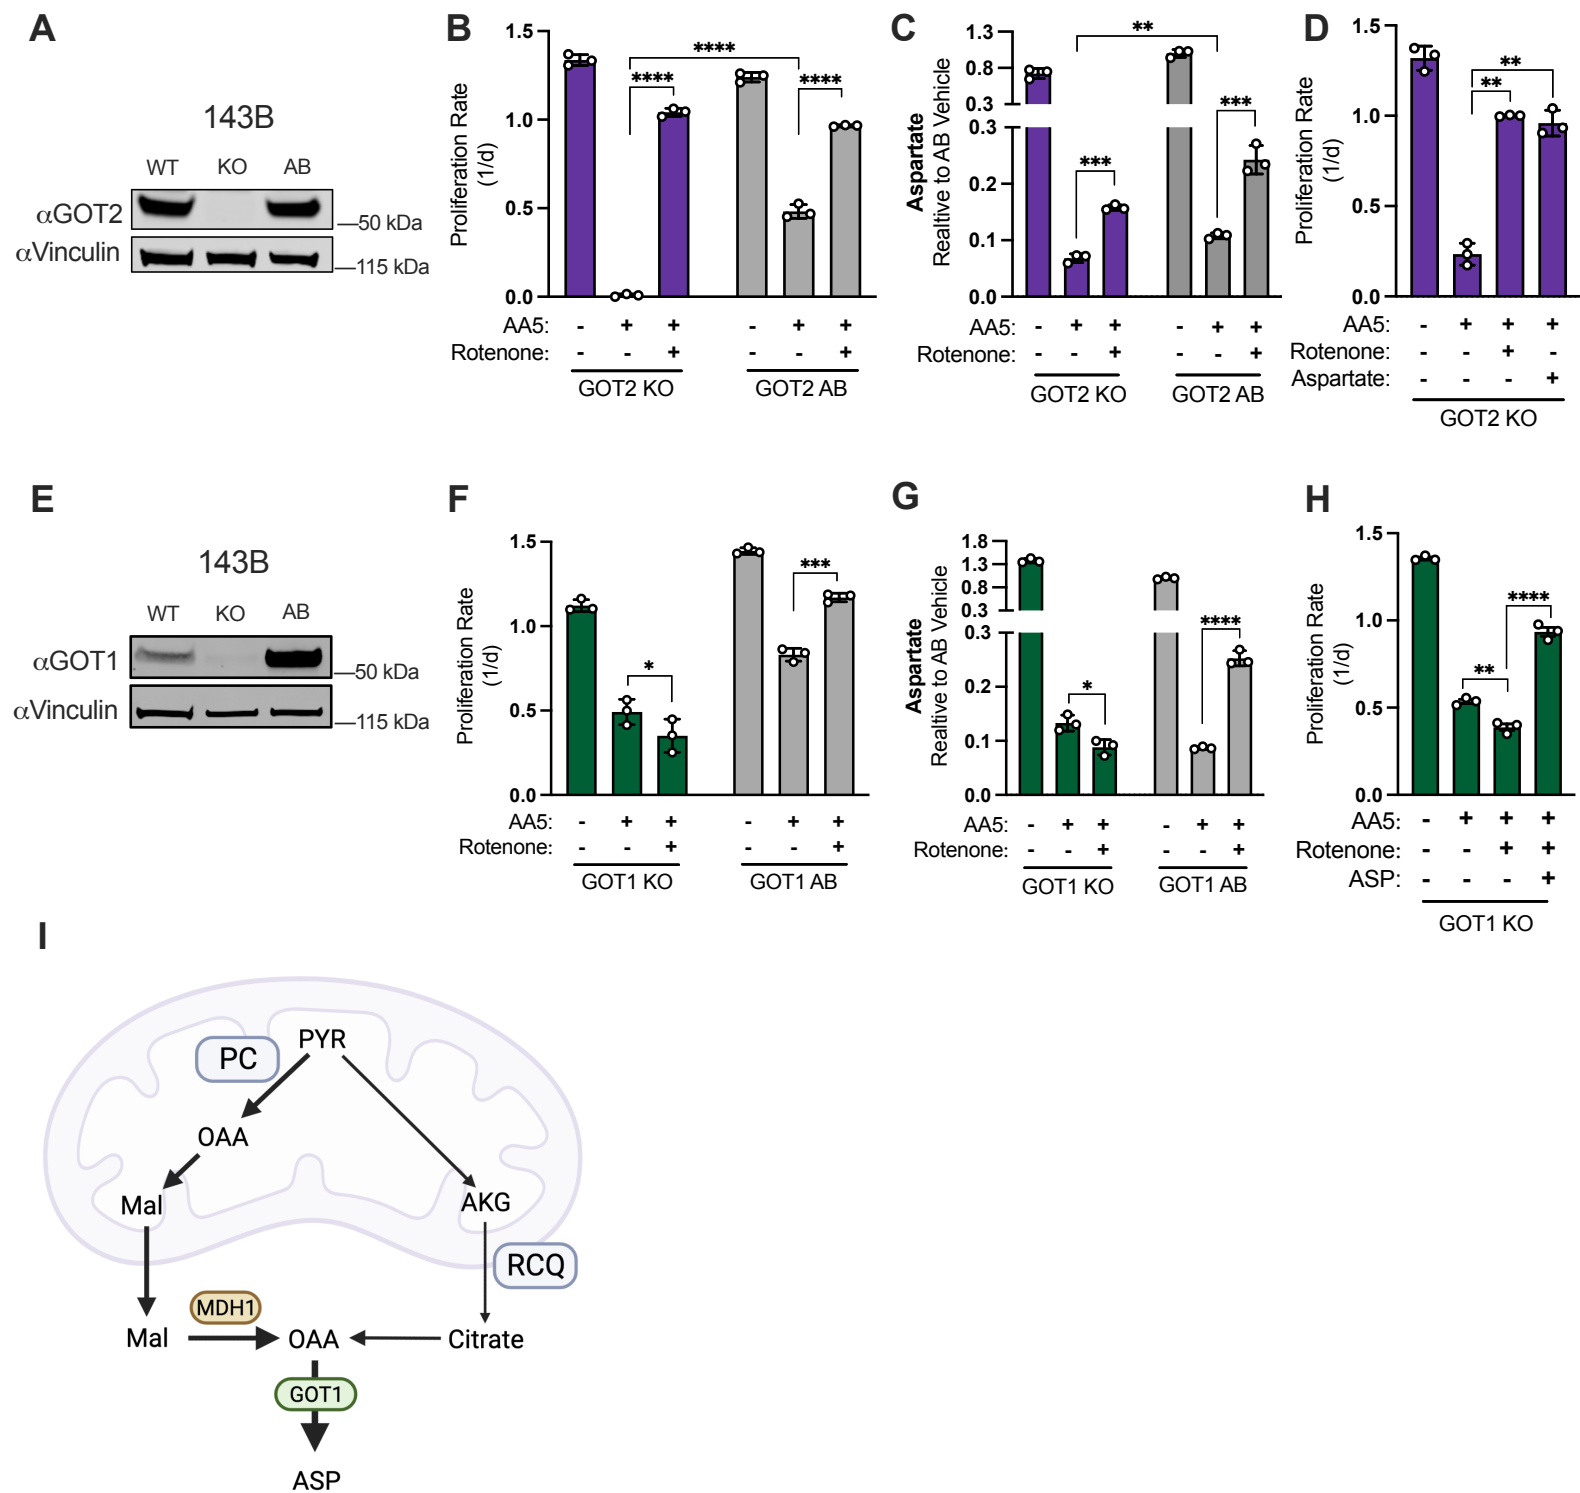 A
143B
WT KO AB
αGOT2
50 kDa
αVinculin
115 kDa
B
Proliferation Rate
(1/d)
1.5
1.0
0.5
0.0
****
****
****
AA5: - + + - + +
Rotenone: - - + - - +
GOT2 KO GOT2 AB
C
Aspartate
Realtive to AB Vehicle
1.3
0.8
0.3
0.3
0.2
0.1
0.0
**
***
***
AA5: - + + - + +
Rotenone: - - + - - +
GOT2 KO GOT2 AB
D
Proliferation Rate
(1/d)
1.5
1.0
0.5
0.0
**
**
AA5: - + + +
Rotenone: - - + -
Aspartate: - - - +
GOT2 KO
E
143B
WT KO AB
αGOT1
50 kDa
αVinculin
115 kDa
F
Proliferation Rate
(1/d)
1.5
1.0
0.5
0.0
*
***
AA5: - + + - + +
Rotenone: - - + - - +
GOT1 KO GOT1 AB
G
Aspartate
Realtive to AB Vehicle
1.8
1.3
0.8
0.3
0.3
0.2
0.1
0.0
*
****
AA5: - + + - + +
Rotenone: - - + - - +
GOT1 KO GOT1 AB
H
Proliferation Rate
(1/d)
1.5
1.0
0.5
0.0
**
****
AA5: - + + +
Rotenone: - - + +
ASP: - - - +
GOT1 KO
I
PYR
PC
OAA
Mal
AKG
RCQ
MDH1
Mal OAA Citrate
GOT1
ASP